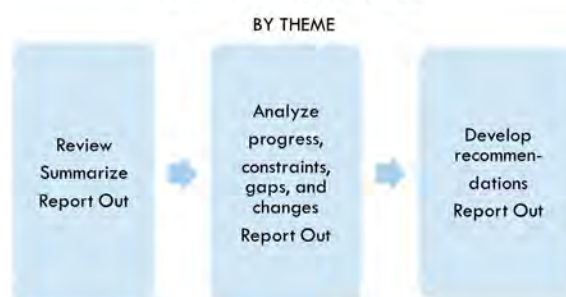 BY THEME
Review
Summarize
Report Out
Analyze
progress,
constraints,
gaps, and
changes
Report Out
Develop
recommen-
dations
Report Out